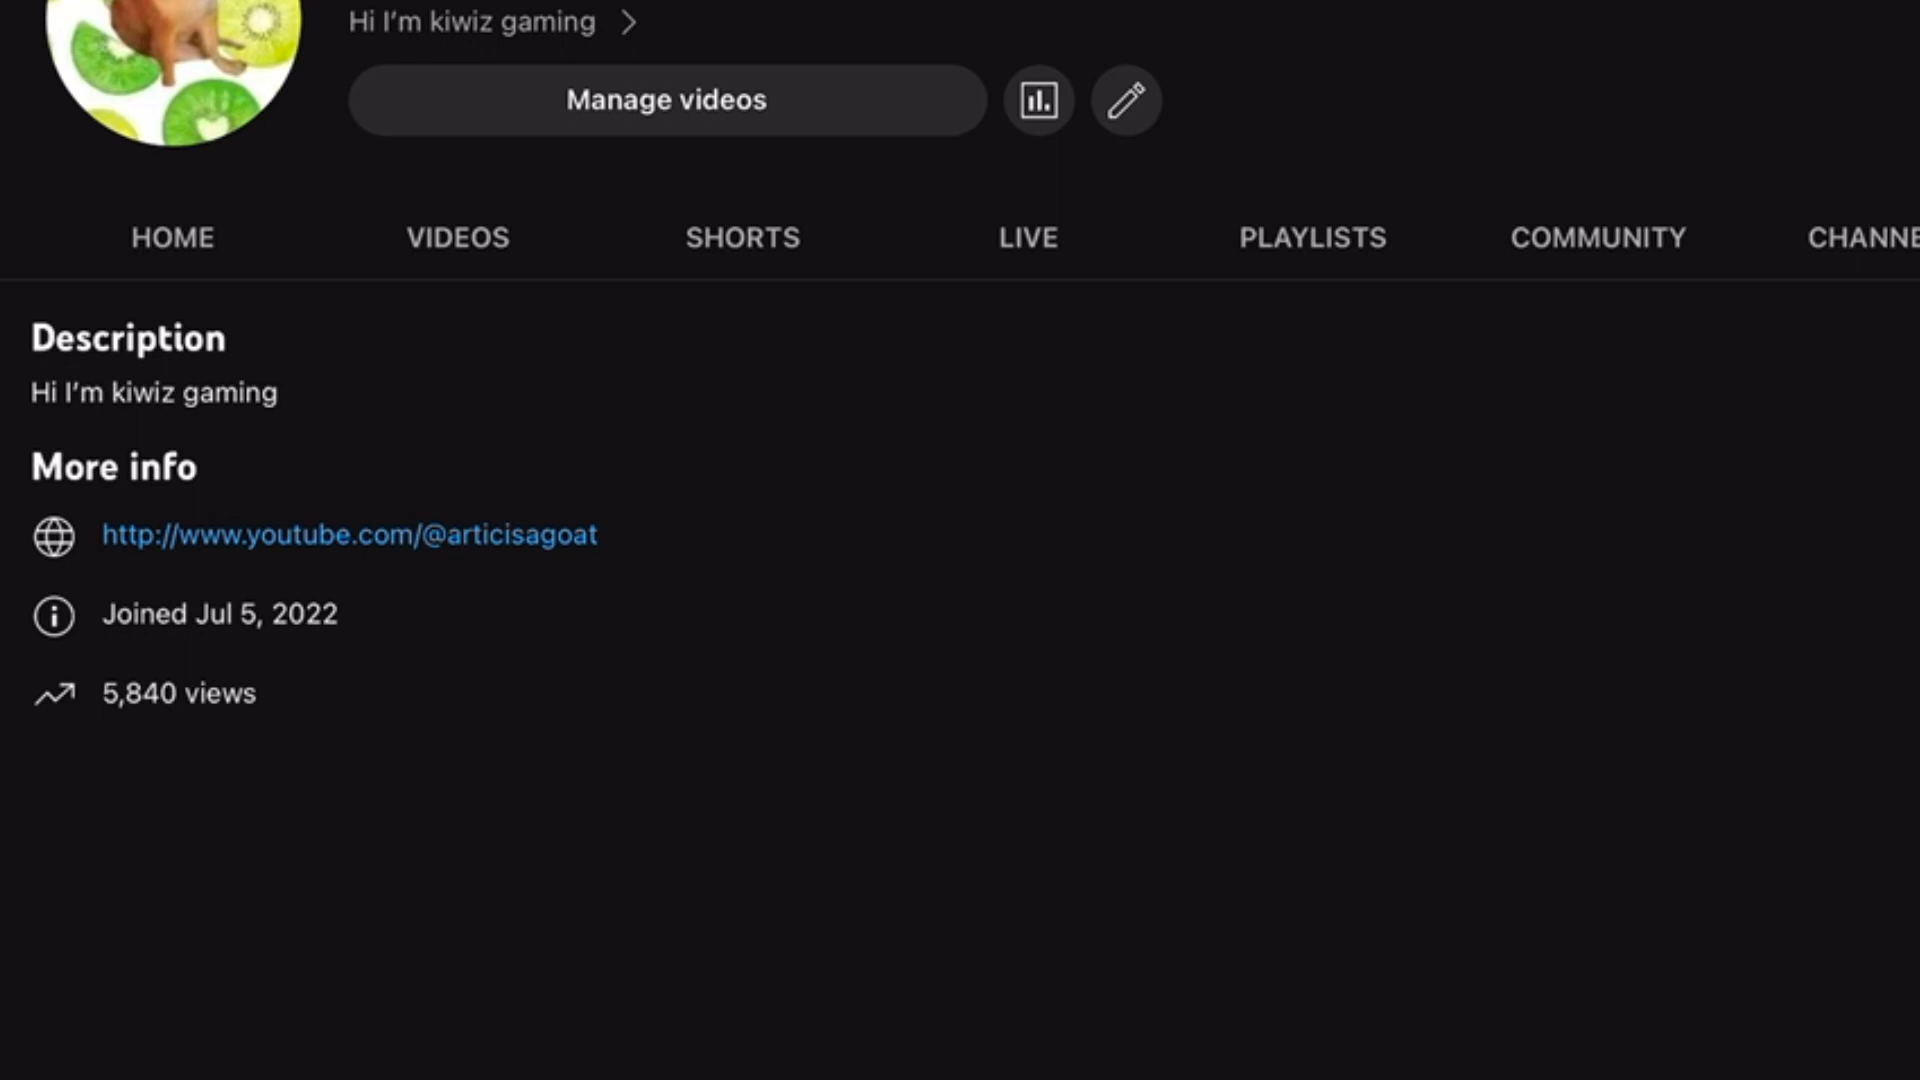 Hi I’m kiwiz gaming
Manage videos
HOME VIDEOS SHORTS LIVE PLAYLISTS COMMUNITY CHANNE
Description
Hi I’m kiwiz gaming
More info
http://www.youtube.com/@articisagoat
Joined Jul 5, 2022
5,840 views